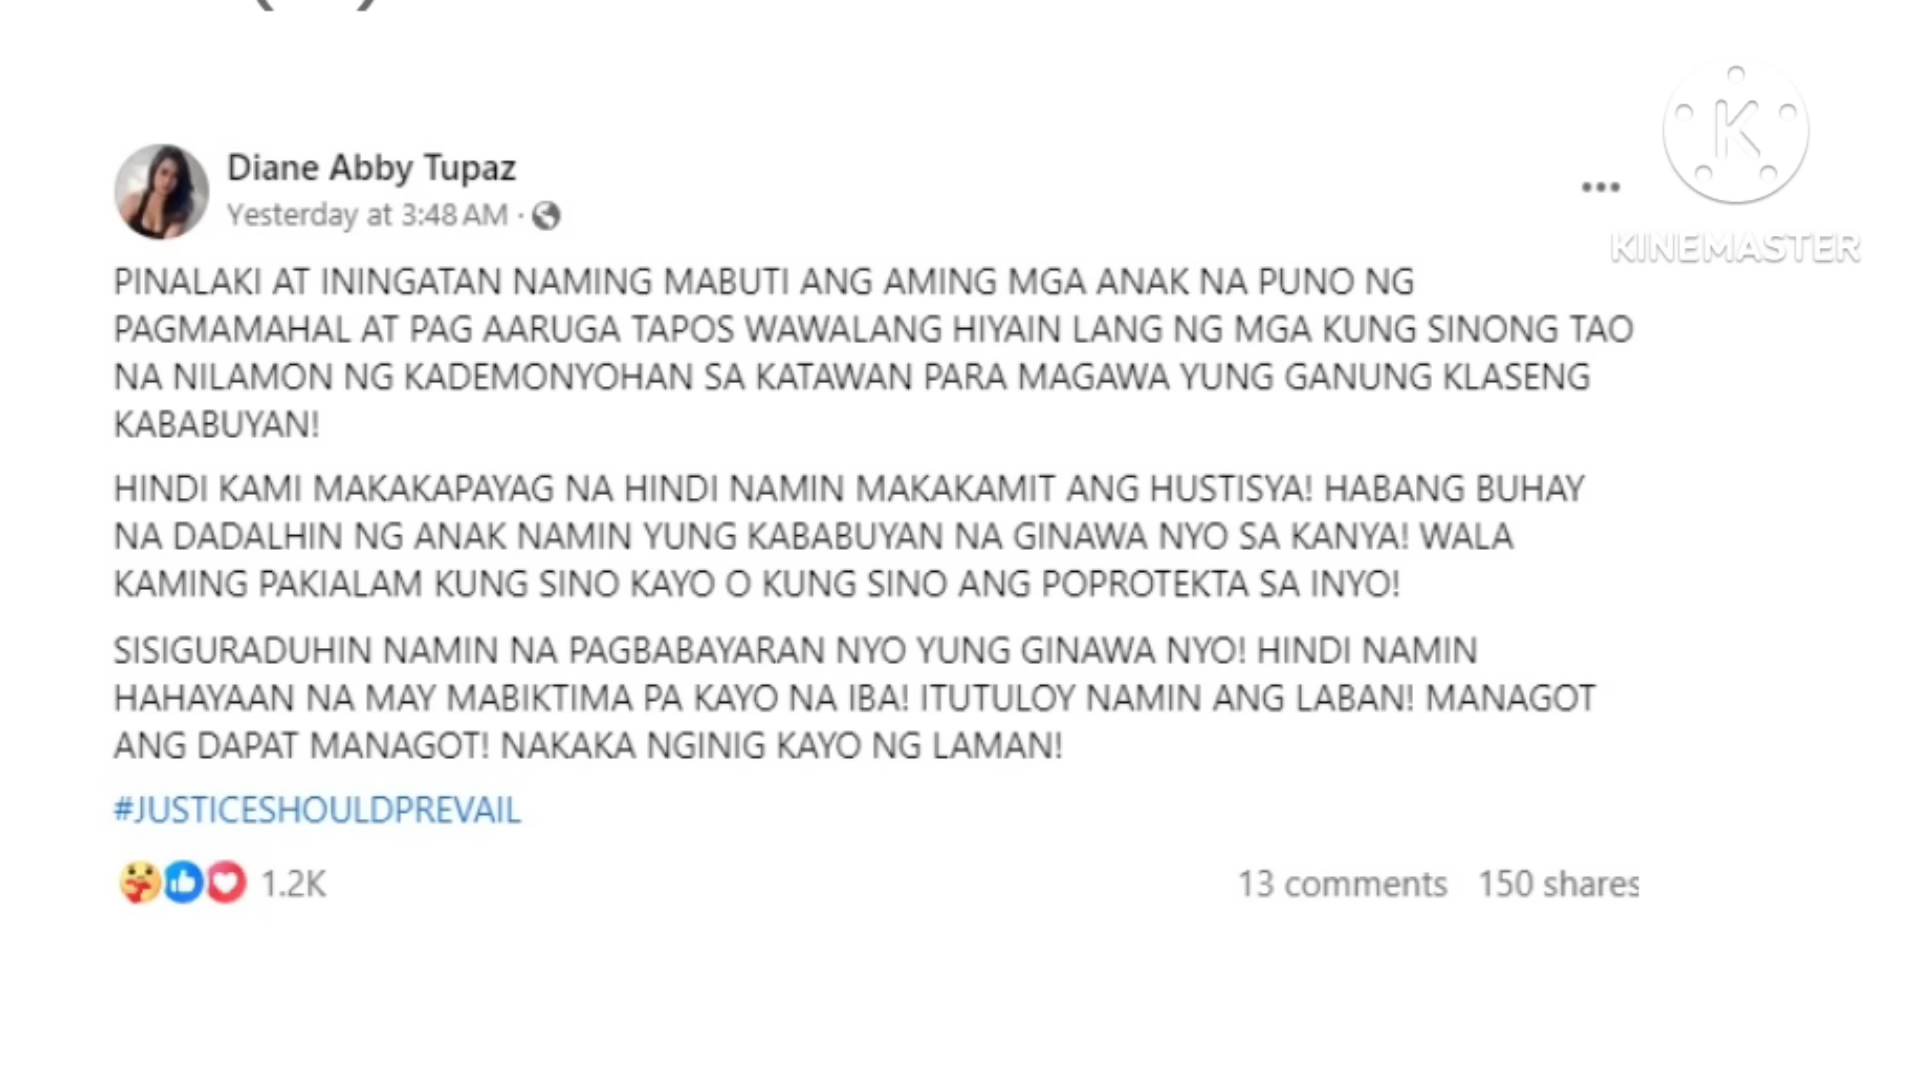 Diane Abby Tupaz
Yesterday at 3:48 AM ·
KINEMASTER
PINALAKI AT ININGATAN NAMING MABUTI ANG AMING MGA ANAK NA PUNO NG
PAGMAMAHAL AT PAG AARUGA TAPOS WAWALANG HIYAIN LANG NG MGA KUNG SINONG TAO
NA NILAMON NG KADEMONYOHAN SA KATAWAN PARA MAGAWA YUNG GANUNG KLASENG
KABABUYAN!
HINDI KAMI MAKAKAPAYAG NA HINDI NAMIN MAKAKAMIT ANG HUSTISYA! HABANG BUHAY
NA DADALHIN NG ANAK NAMIN YUNG KABABUYAN NA GINAWA NYO SA KANYA! WALA
KAMING PAKIALAM KUNG SINO KAYO O KUNG SINO ANG POPROTEKTA SA INYO!
SISIGURADUHIN NAMIN NA PAGBABAYARAN NYO YUNG GINAWA NYO! HINDI NAMIN
HAHAYAAN NA MAY MABIKTIMA PA KAYO NA IBA! ITUTULOY NAMIN ANG LABAN! MANAGOT
ANG DAPAT MANAGOT! NAKAKA NGINIG KAYO NG LAMAN!
#JUSTICESHOULDPREVAIL
1.2K 13 comments 150 shares